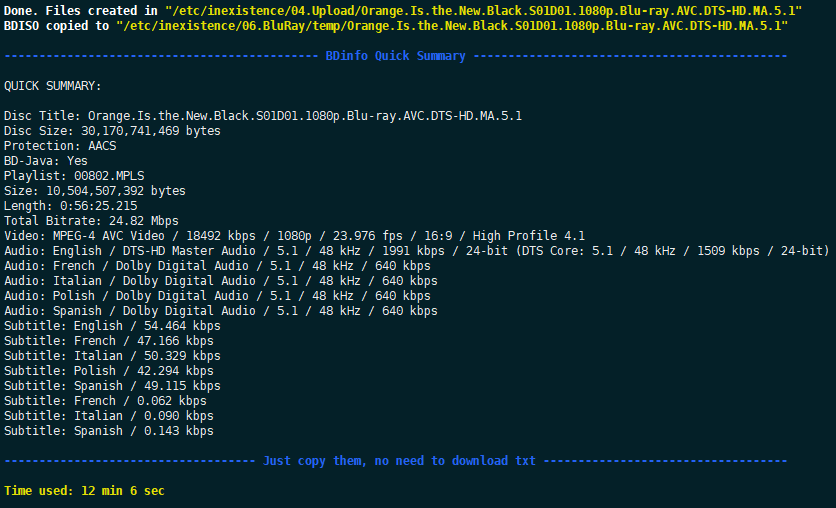 Done. Files created in "/etc/inexistence/04.Upload/Orange.Is.the.New.Black.S01D01.1080p.Blu-ray.AVC.DTS-HD.MA.5.1"
BDISO copied to "/etc/inexistence/06.BluRay/temp/Orange.Is.the.New.Black.S01D01.1080p.Blu-ray.AVC.DTS-HD.MA.5.1"
--------------------------------------------- BDinfo Quick Summary ---------------------------------------------
QUICK SUMMARY:
Disc Title: Orange.Is.the.New.Black.S01D01.1080p.Blu-ray.AVC.DTS-HD.MA.5.1
Disc Size: 30,170,741,469 bytes
Protection: AACS
BD-Java: Yes
Playlist: 00802.MPLS
Size: 10,504,507,392 bytes
Length: 0:56:25.215
Total Bitrate: 24.82 Mbps
Video: MPEG-4 AVC Video / 18492 kbps / 1080p / 23.976 fps / 16:9 / High Profile 4.1
Audio: English / DTS-HD Master Audio / 5.1 / 48 kHz / 1991 kbps / 24-bit (DTS Core: 5.1 / 48 kHz / 1509 kbps / 24-bit)
Audio: French / Dolby Digital Audio / 5.1 / 48 kHz / 640 kbps
Audio: Italian / Dolby Digital Audio / 5.1 / 48 kHz / 640 kbps
Audio: Polish / Dolby Digital Audio / 5.1 / 48 kHz / 640 kbps
Audio: Spanish / Dolby Digital Audio / 5.1 / 48 kHz / 640 kbps
Subtitle: English / 54.464 kbps
Subtitle: French / 47.166 kbps
Subtitle: Italian / 50.329 kbps
Subtitle: Polish / 42.294 kbps
Subtitle: Spanish / 49.115 kbps
Subtitle: French / 0.062 kbps
Subtitle: Italian / 0.090 kbps
Subtitle: Spanish / 0.143 kbps
------------------------------------ Just copy them, no need to download txt -----------------------------------
Time used: 12 min 6 sec